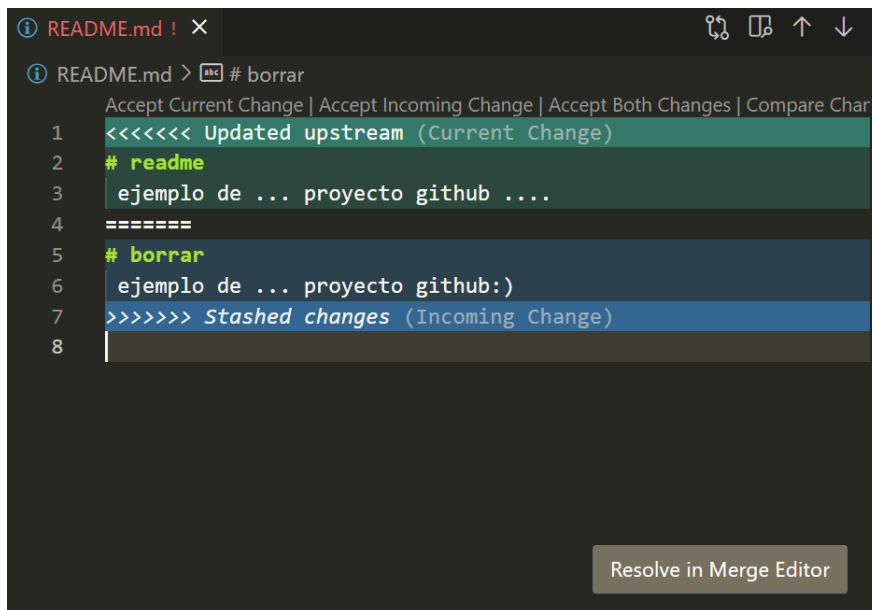 README.md !
README.md > # borrar
Accept Current Change | Accept Incoming Change | Accept Both Changes | Compare
1 <<<<<<< Updated upstream (Current Change)
2 # readme
3 ejemplo de ... proyecto github ....
4 =======
5 # borrar
6 ejemplo de ... proyecto github:)
7 >>>>>>> Stashed changes (Incoming Change)
8
Resolve in Merge Editor